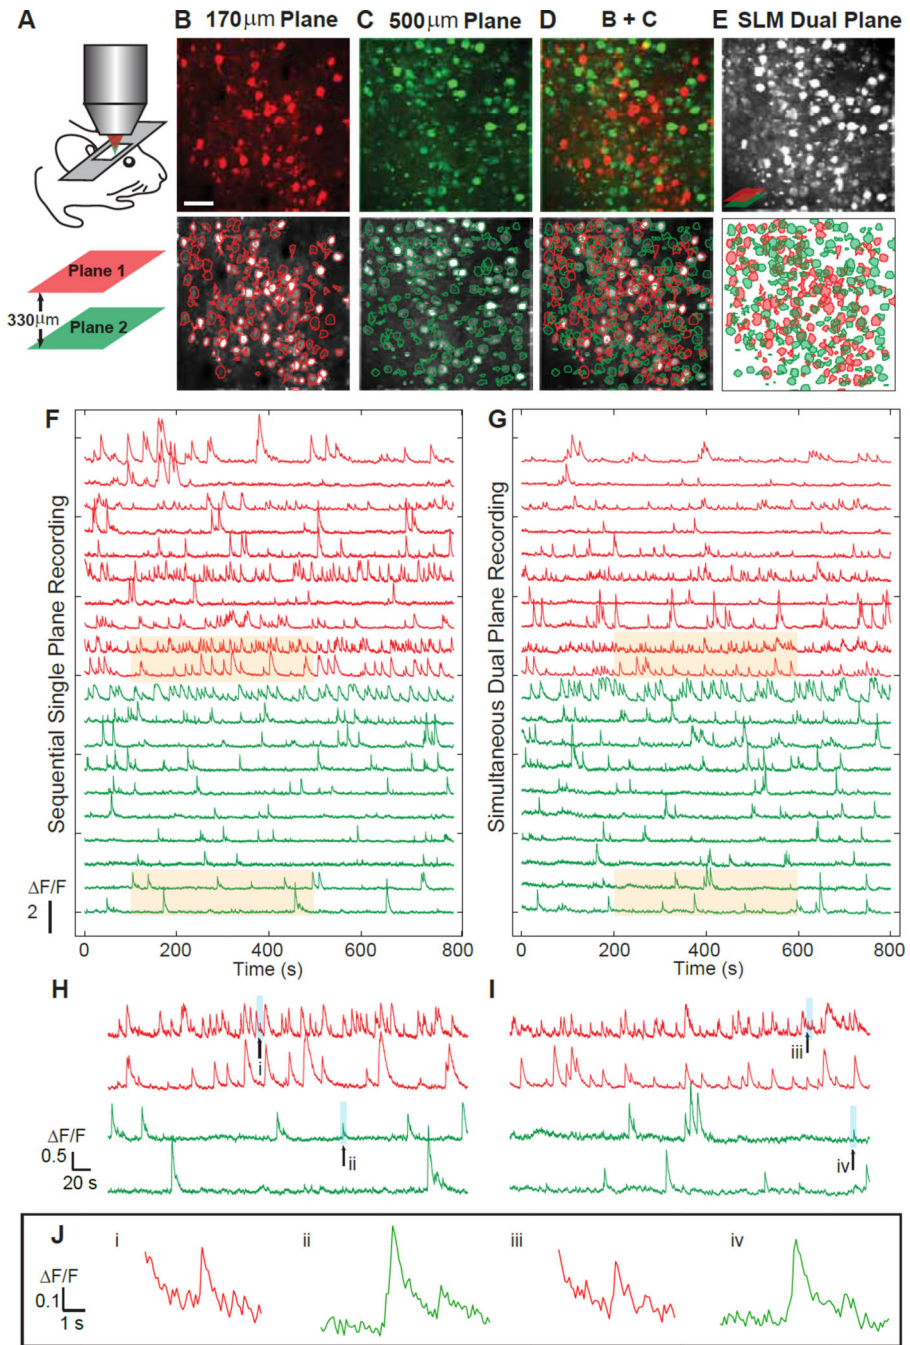 A
B 170μm Plane
C 500μm Plane
D B + C
E SLM Dual Plane
Plane 1
330μm
Plane 2
F
Sequential Single Plane Recording
ΔF/F
2
0 200 400 600 800
Time (s)
G
Simultaneous Dual Plane Recording
0 200 400 600 800
Time (s)
H
i
ii
ΔF/F
0.5
20 s
I
iii
iv
J
i
ii
iii
iv
ΔF/F
0.1
1 s